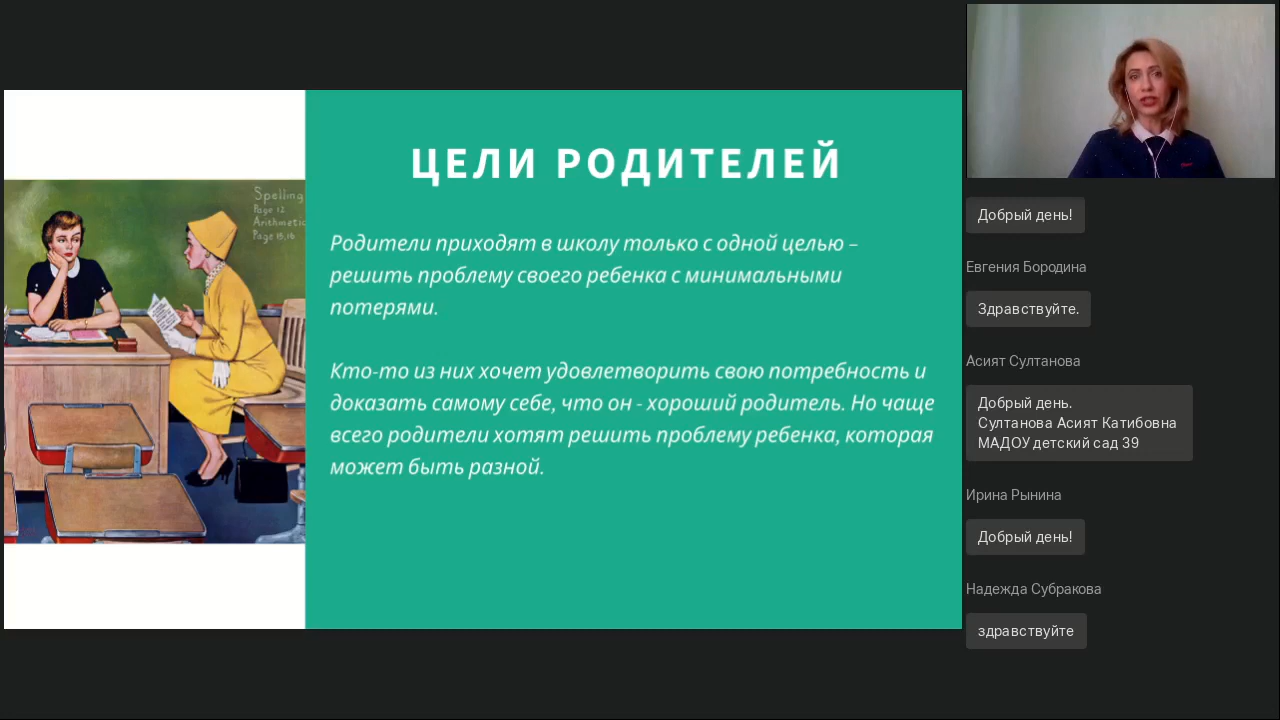 Spelling
Page 12
Arithmetic
Page 15,16
ЦЕЛИ РОДИТЕЛЕЙ
Родители приходят в школу только с одной целью –
решить проблему своего ребенка с минимальными
потерями.
Кто-то из них хочет удовлетворить свою потребность и
доказать самому себе, что он - хороший родитель. Но чаще
всего родители хотят решить проблему ребенка, которая
может быть разной.
Добрый день!
Евгения Бородина
Здравствуйте.
Асият Султанова
Добрый день.
Султанова Асият Катибовна
МАДОУ детский сад 39
Ирина Рынина
Добрый день!
Надежда Субракова
здравствуйте